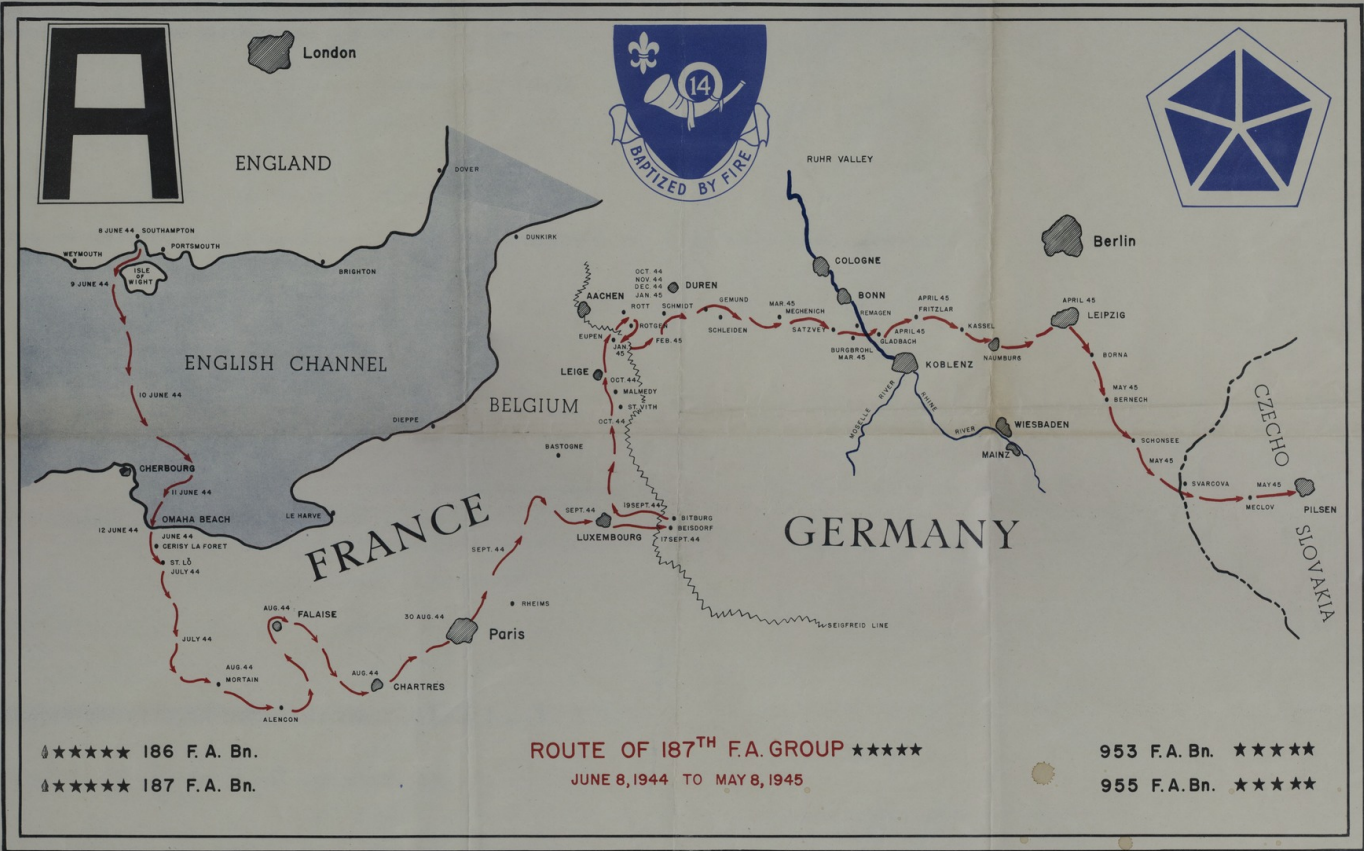 London
ENGLAND
14
BAPTIZED BY FIRE
RUHR VALLEY
DOVER
8 JUNE 44 SOUTHAMPTON
PORTSMOUTH
WEYMOUTH
ISLE
OF
WIGHT
9 JUNE 44
BRIGHTON
DUNKIRK
Berlin
COLOGNE
BONN
OCT. 44
NOV. 44
DEC. 44
JAN. 45
DUREN
AACHEN
ROTT
SCHMIDT
GEMUND
MAR. 45
MECHENICH
REMAGEN
APRIL 45
FRITZLAR
APRIL 45
LEIPZIG
ROTGEN
SCHLEIDEN
SATZVEY
APRIL 45
GLADBACH
KASSEL
EUPEN
JAN.
45
FEB. 45
BURGBROHL
MAR 45
NAUMBURG
BORNA
ENGLISH CHANNEL
LEIGE
OCT. 44
MALMEDY
KOBLENZ
MAY 45
BERNECH
10 JUNE 44
BELGIUM
ST. VITH
OCT. 44
MOSELLE RIVER
RHINE
RIVER
WIESBADEN
MAINZ
CZECHO
SLOVAKIA
DIEPPE
BASTOGNE
SCHONSEE
MAY 45
CHERBOURG
11 JUNE 44
SVARCOVA
MAY 45
MECLOV
PILSEN
12 JUNE 44
OMAHA BEACH
LE HARVE
FRANCE
SEPT. 44
LUXEMBOURG
19 SEPT. 44
BITBURG
BEISDORF
17 SEPT. 44
GERMANY
JUNE 44
CERISY LA FORET
ST. LÔ
JULY 44
SEPT. 44
RHEIMS
AUG. 44
FALAISE
30 AUG. 44
Paris
SEIGFREID LINE
JULY 44
AUG. 44
MORTAIN
AUG. 44
CHARTRES
ALENCON
★★★★★ 186 F. A. Bn.
★★★★★ 187 F. A. Bn.
ROUTE OF 187TH F.A. GROUP ★★★★★
JUNE 8, 1944 TO MAY 8, 1945
953 F. A. Bn. ★★★★★
955 F. A. Bn. ★★★★★